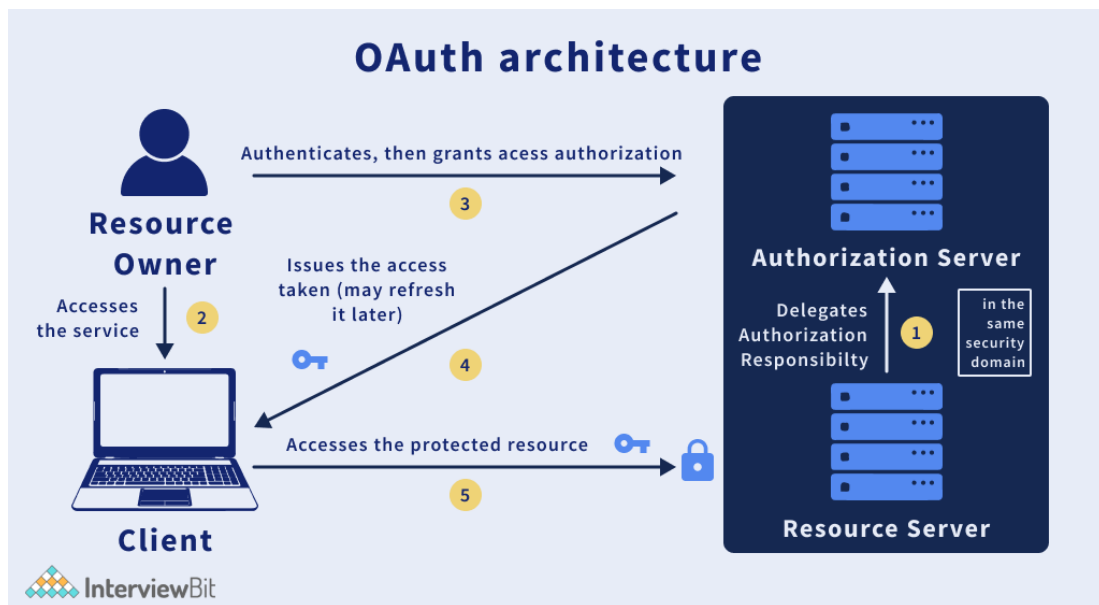 OAuth architecture
Authenticates, then grants acess authorization
3
Resource
Owner
Authorization Server
Issues the access
taken (may refresh
it later)
Accesses
the service
2
Delegates
Authorization
Responsibilty
1
in the
same
security
domain
4
Accesses the protected resource
5
Resource Server
Client
InterviewBit